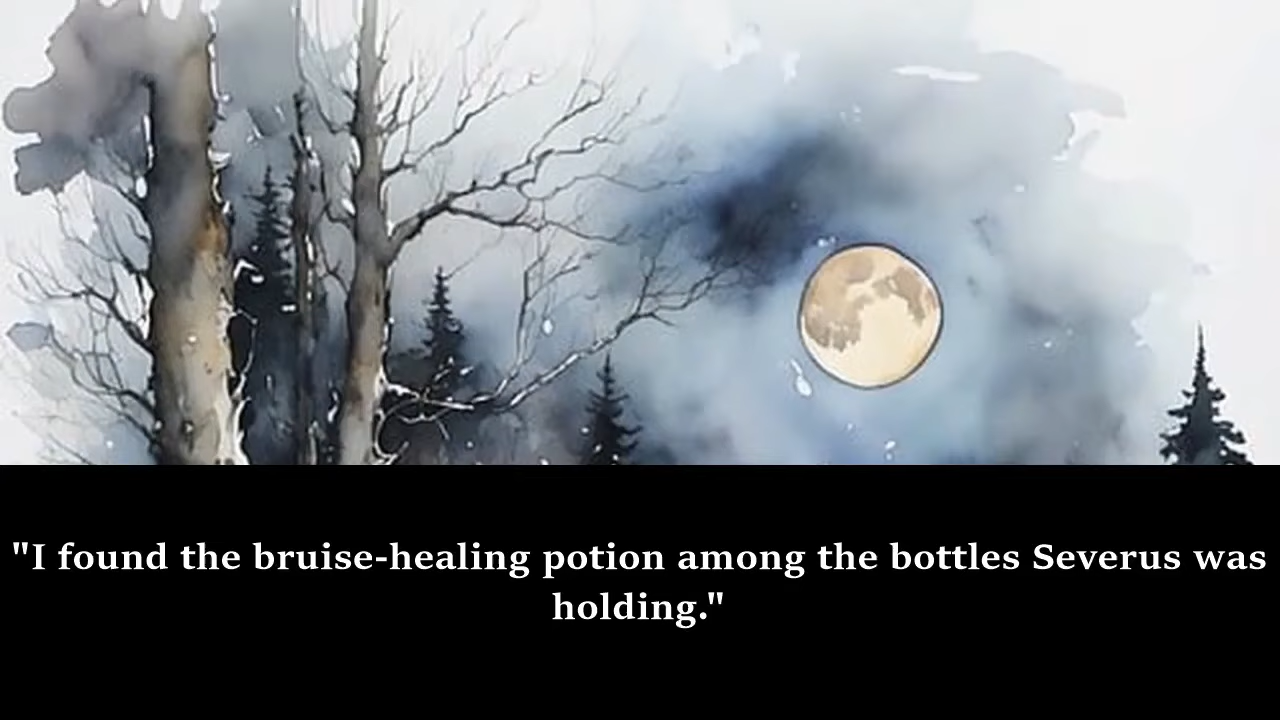 "I found the bruise-healing potion among the bottles Severus was
holding."